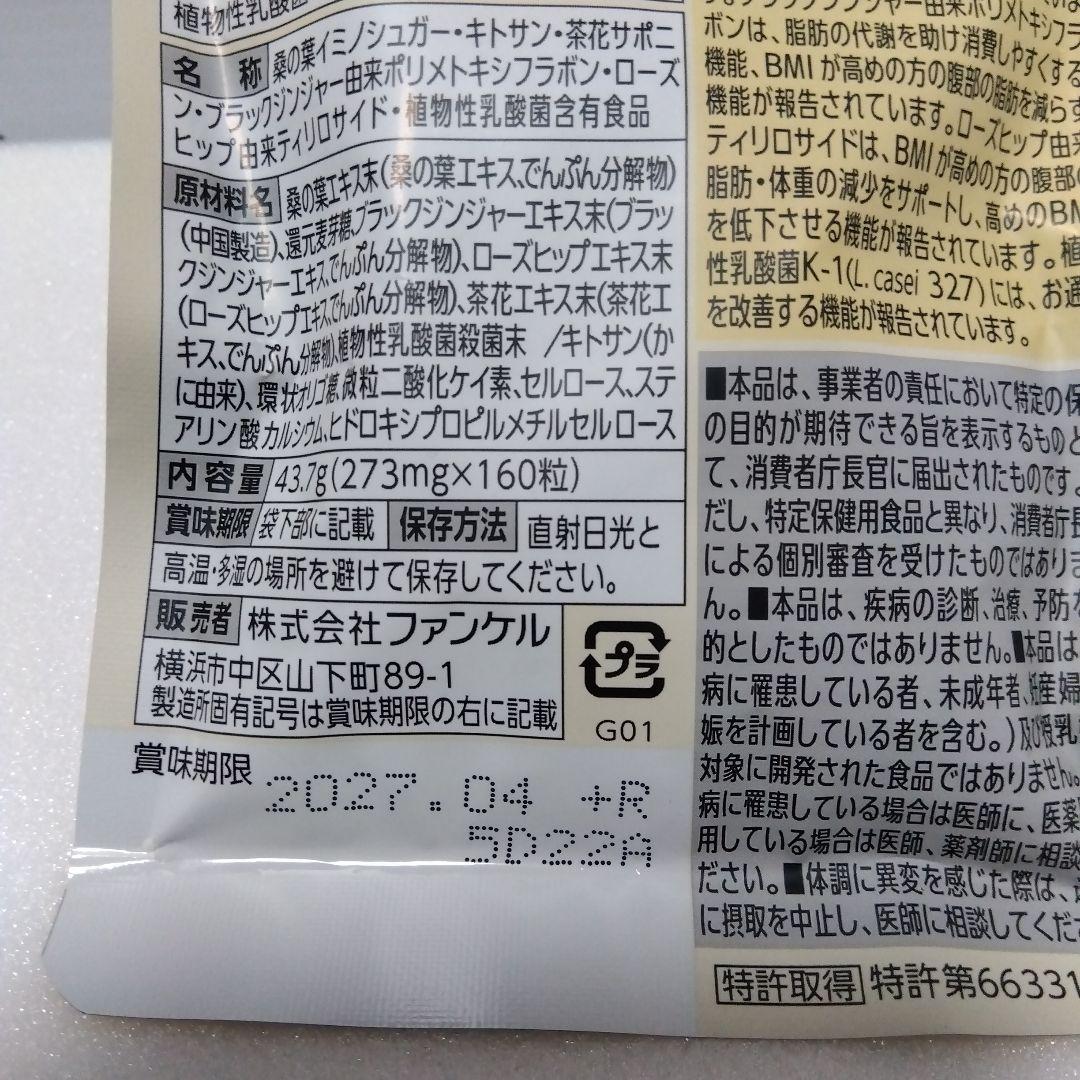 植物性乳酸菌
名称 桑の葉イミノシュガー・キトサン・茶花サポニ
ン・ブラックジンジャー由来ポリメトキシフラボン・ローズ
ヒップ由来ティリロサイド・植物性乳酸菌含有食品
原材料名 桑の葉エキス末(桑の葉エキス、でんぷん分解物)
(中国製造)、還元麦芽糖、ブラックジンジャーエキス末(ブラッ
クジンジャーエキス、でんぷん分解物)、ローズヒップエキス末
(ローズヒップエキス、でんぷん分解物)、茶花エキス末(茶花エ
キス、でんぷん分解物)、植物性乳酸菌殺菌末 /キトサン(か
に由来)、環状オリゴ糖、微粒二酸化ケイ素、セルロース、ステ
アリン酸カルシウム、ヒドロキシプロピルメチルセルロース
内容量 43.7g(273mg×160粒)
賞味期限 袋下部に記載 保存方法 直射日光と
高温・多湿の場所を避けて保存してください。
販売者 株式会社ファンケル
横浜市中区山下町89-1
製造所固有記号は賞味期限の右に記載
プラ
G01
賞味期限 2027.04 +R
5D22A
ジャー由来ポリメトキシフラ
ボンは、脂肪の代謝を助け消費しやすくする
機能、BMIが高めの方の腹部の脂肪を減らす
機能が報告されています。ローズヒップ由来
ティリロサイドは、BMIが高めの方の腹部の
脂肪・体重の減少をサポートし、高めのBM
を低下させる機能が報告されています。植
性乳酸菌K-1(L. casei 327)には、お通
を改善する機能が報告されています。
■本品は、事業者の責任において特定の保
の目的が期待できる旨を表示するものと
て、消費者庁長官に届出されたものです。
だし、特定保健用食品と異なり、消費者庁長
による個別審査を受けたものではありま
ん。■本品は、疾病の診断、治療、予防を
的としたものではありません。■本品は
病に罹患している者、未成年者、妊産婦
娠を計画している者を含む。)及び授乳
対象に開発された食品ではありません。
病に罹患している場合は医師に、医薬
用している場合は医師、薬剤師に相談
ださい。■体調に異変を感じた際は、
に摂取を中止し、医師に相談してくだ
特許取得 特許第66331